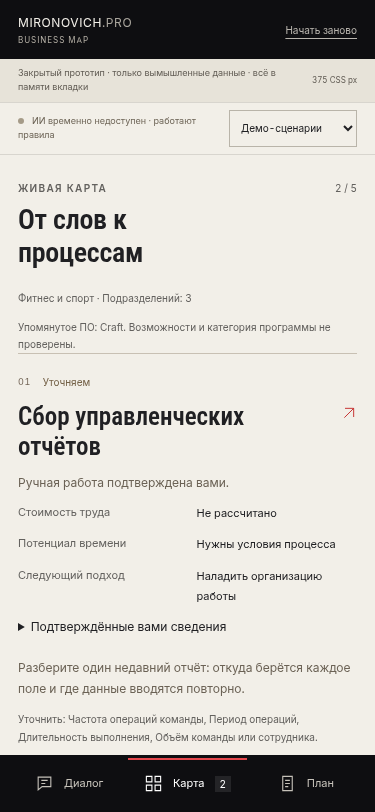 MIRONOVICH.PRO
BUSINESS MAP
Начать заново
Закрытый прототип · только вымышленные данные · всё в
памяти вкладки
375 CSS px
ИИ временно недоступен · работают
правила
Демо-сценарии
ЖИВАЯ КАРТА
2 / 5
От слов к
процессам
Фитнес и спорт · Подразделений: 3
Упомянутое ПО: Craft. Возможности и категория программы не
проверены.
01 Уточняем
Сбор управленческих
отчётов
Ручная работа подтверждена вами.
Стоимость труда Не рассчитано
Потенциал времени Нужны условия процесса
Следующий подход Наладить организацию
работы
Подтверждённые вами сведения
Разберите один недавний отчёт: откуда берётся каждое
поле и где данные вводятся повторно.
Уточнить: Частота операций команды, Период операций,
Длительность выполнения, Объём команды или сотрудника.
Диалог Карта 2 План